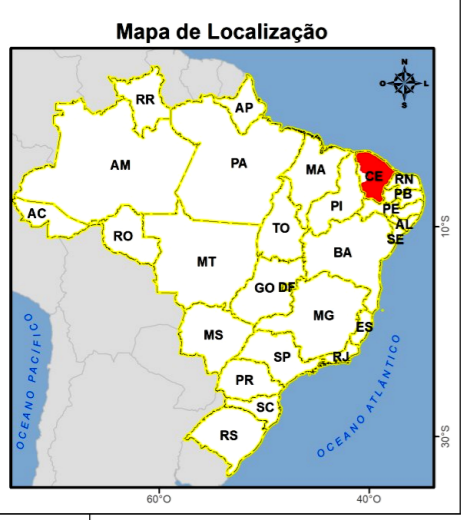 Mapa de Localização
N
O
L
S
RR
AP
AM
PA
MA
CE
RN
PB
PI
PE
AC
AL
TO
SE
RO
BA
MT
GO
DF
MG
MS
ES
SP
RJ
PR
SC
RS
OCEANO PACÍFICO
OCEANO ATLÂNTICO
10°S
30°S
60°O
40°O